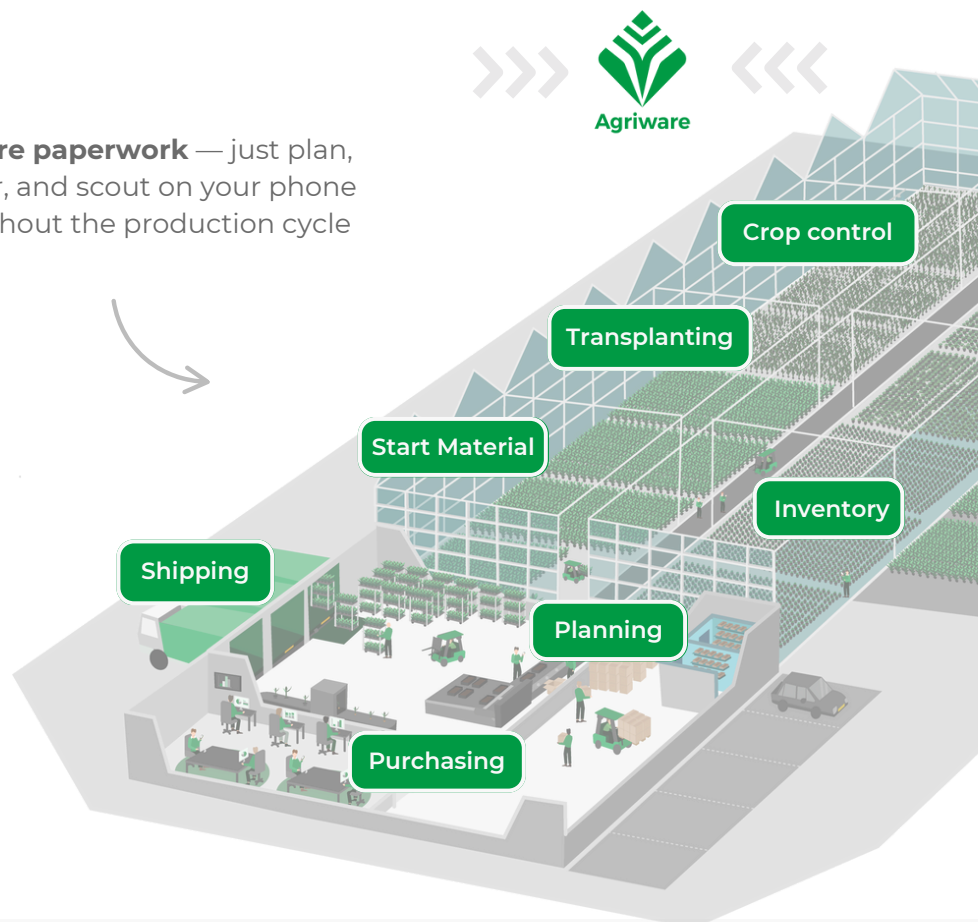 Agriware
re paperwork — just plan,
, and scout on your phone
hout the production cycle
Crop control
Transplanting
Start Material
Inventory
Shipping
Planning
Purchasing